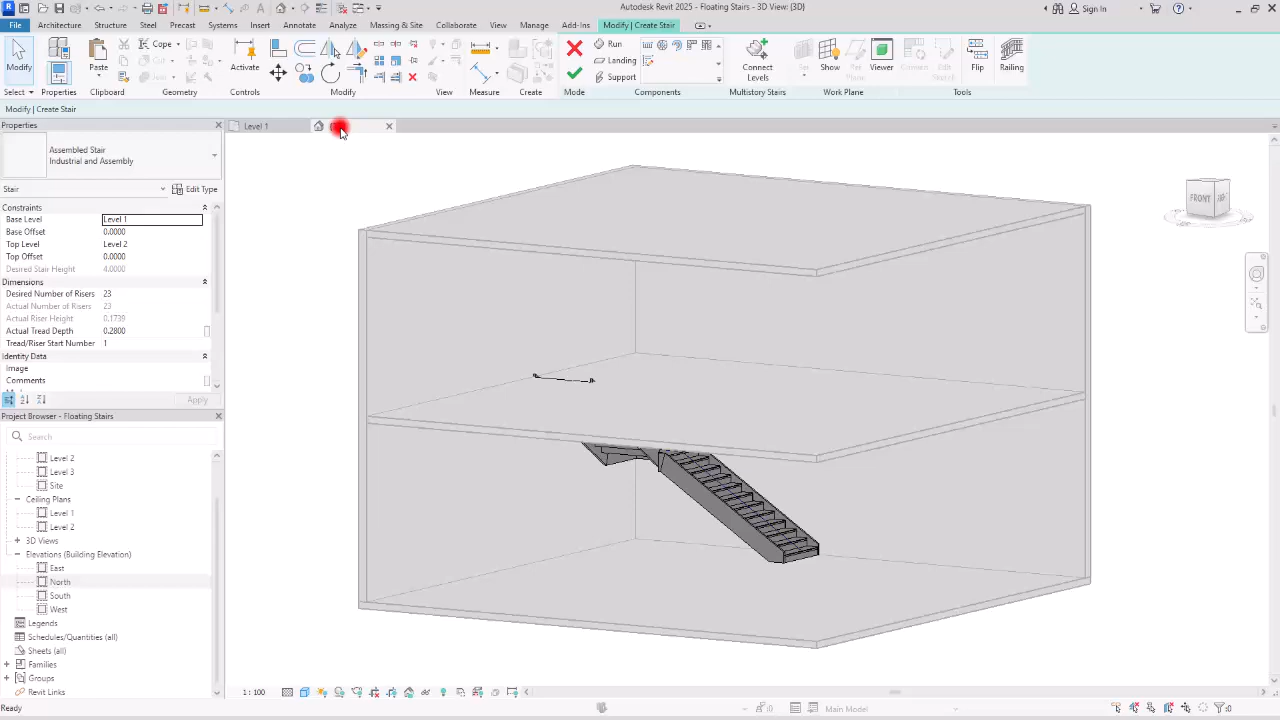 Autodesk Revit 2025 - Floating Stairs - 3D View: {3D}
Sign In
File Architecture Structure Steel Precast Systems Insert Annotate Analyze Massing & Site Collaborate View Manage Add-Ins Modify | Create Stair
Modify
Paste
Cope
Activate
Run
Landing
Support
Connect
Levels
Set
Show
Ref
Plane
Viewer
Convert
Edit
Sketch
Flip
Railing
Select Properties Clipboard Geometry Controls Modify View Measure Create Mode Components Multistory Stairs Work Plane Tools
Modify | Create Stair
Properties
Level 1
Assembled Stair
Industrial and Assembly
Stair
Edit Type
Constraints
Base Level Level 1
Base Offset 0.0000
Top Level Level 2
Top Offset 0.0000
Desired Stair Height 4.0000
Dimensions
Desired Number of Risers 23
Actual Number of Risers 23
Actual Riser Height 0.1739
Actual Tread Depth 0.2800
Tread/Riser Start Number 1
Identity Data
Image
Comments
Apply
Project Browser - Floating Stairs
Search
Level 2
Level 3
Site
Ceiling Plans
Level 1
Level 2
3D Views
Elevations (Building Elevation)
East
North
South
West
Legends
Schedules/Quantities (all)
Sheets (all)
Families
Groups
Revit Links
FRONT
1 : 100
Ready
:0
Main Model
:0